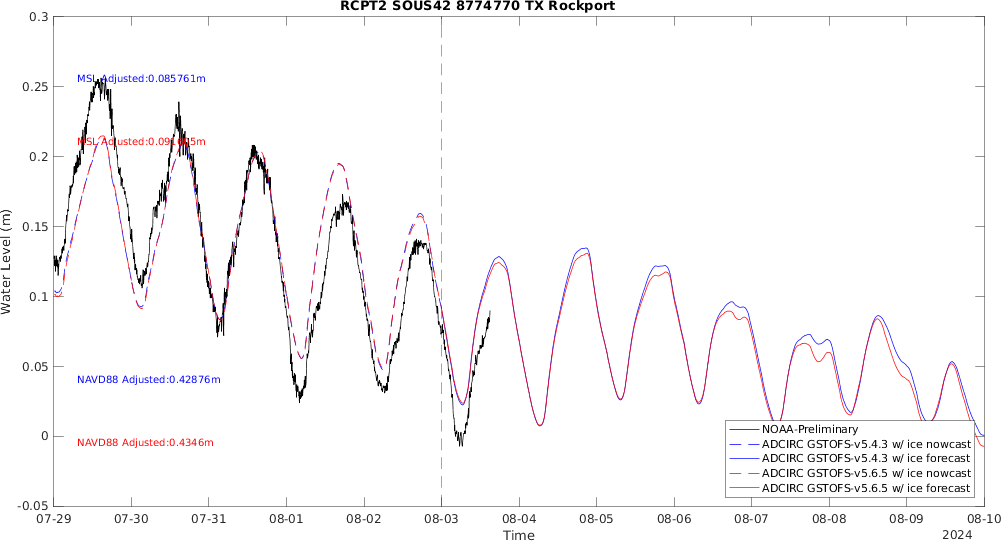 RCPT2 SOUS42 8774770 TX Rockport
0.3
0.25
0.2
0.15
0.1
0.05
0
-0.05
Water Level (m)
MSL Adjusted:0.085761m
MSL Adjusted:
NAVD88 Adjusted:0.42876m
NAVD88 Adjusted:0.4346m
NOAA-Preliminary
ADCIRC GSTOFS-v5.4.3 w/ ice nowcast
ADCIRC GSTOFS-v5.4.3 w/ ice forecast
ADCIRC GSTOFS-v5.6.5 w/ ice nowcast
ADCIRC GSTOFS-v5.6.5 w/ ice forecast
07-29 07-30 07-31 08-01 08-02 08-03 08-04 08-05 08-06 08-07 08-08 08-09 08-10
Time
2024